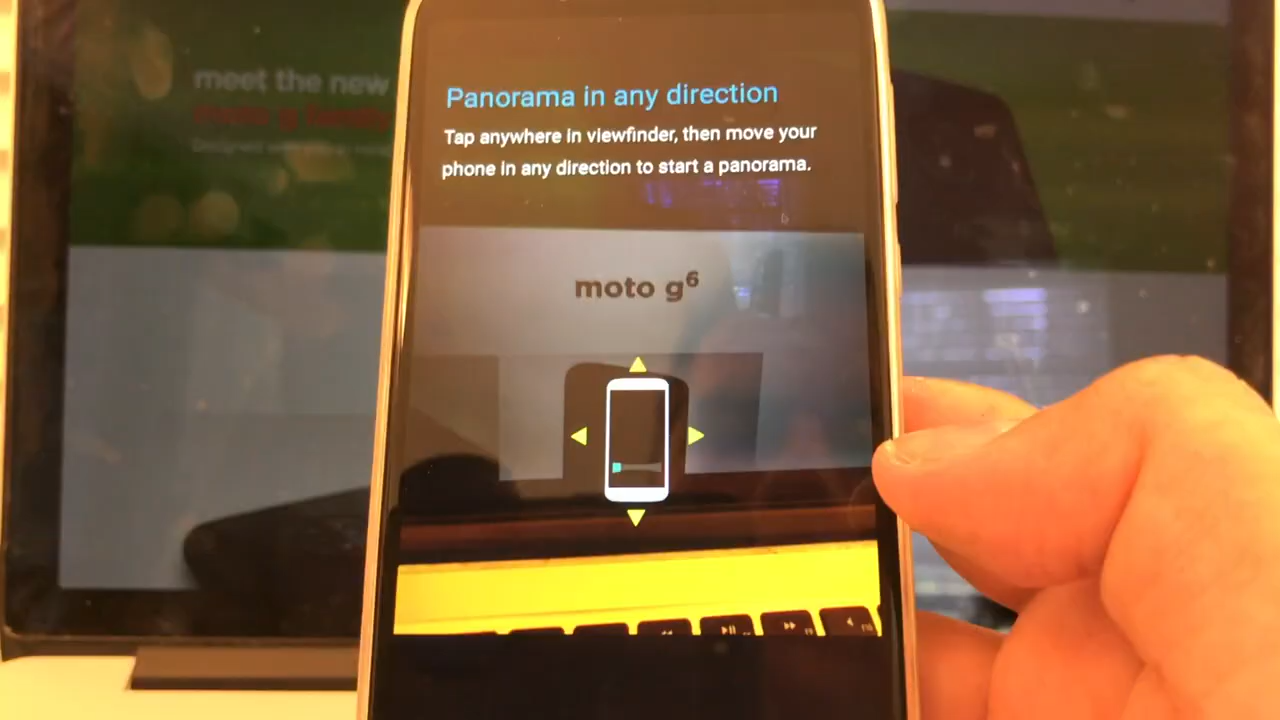 meet the new
moto g family
Panorama in any direction
Tap anywhere in viewfinder, then move your
phone in any direction to start a panorama.
moto g6